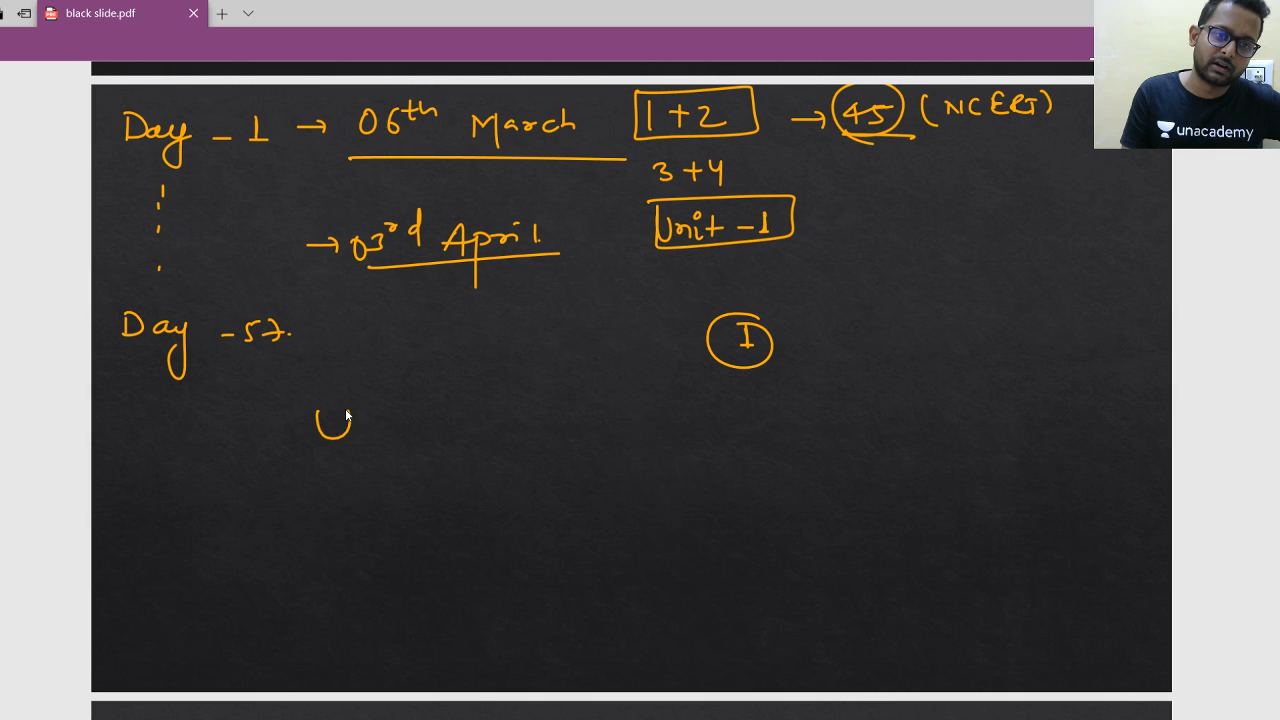 black slide.pdf
Day - 1 → 06th March 1 + 2 → 45 (NCERT)
3 + 4
→ 03rd April Unit - 1
Day - 57.
I
U
unacademy